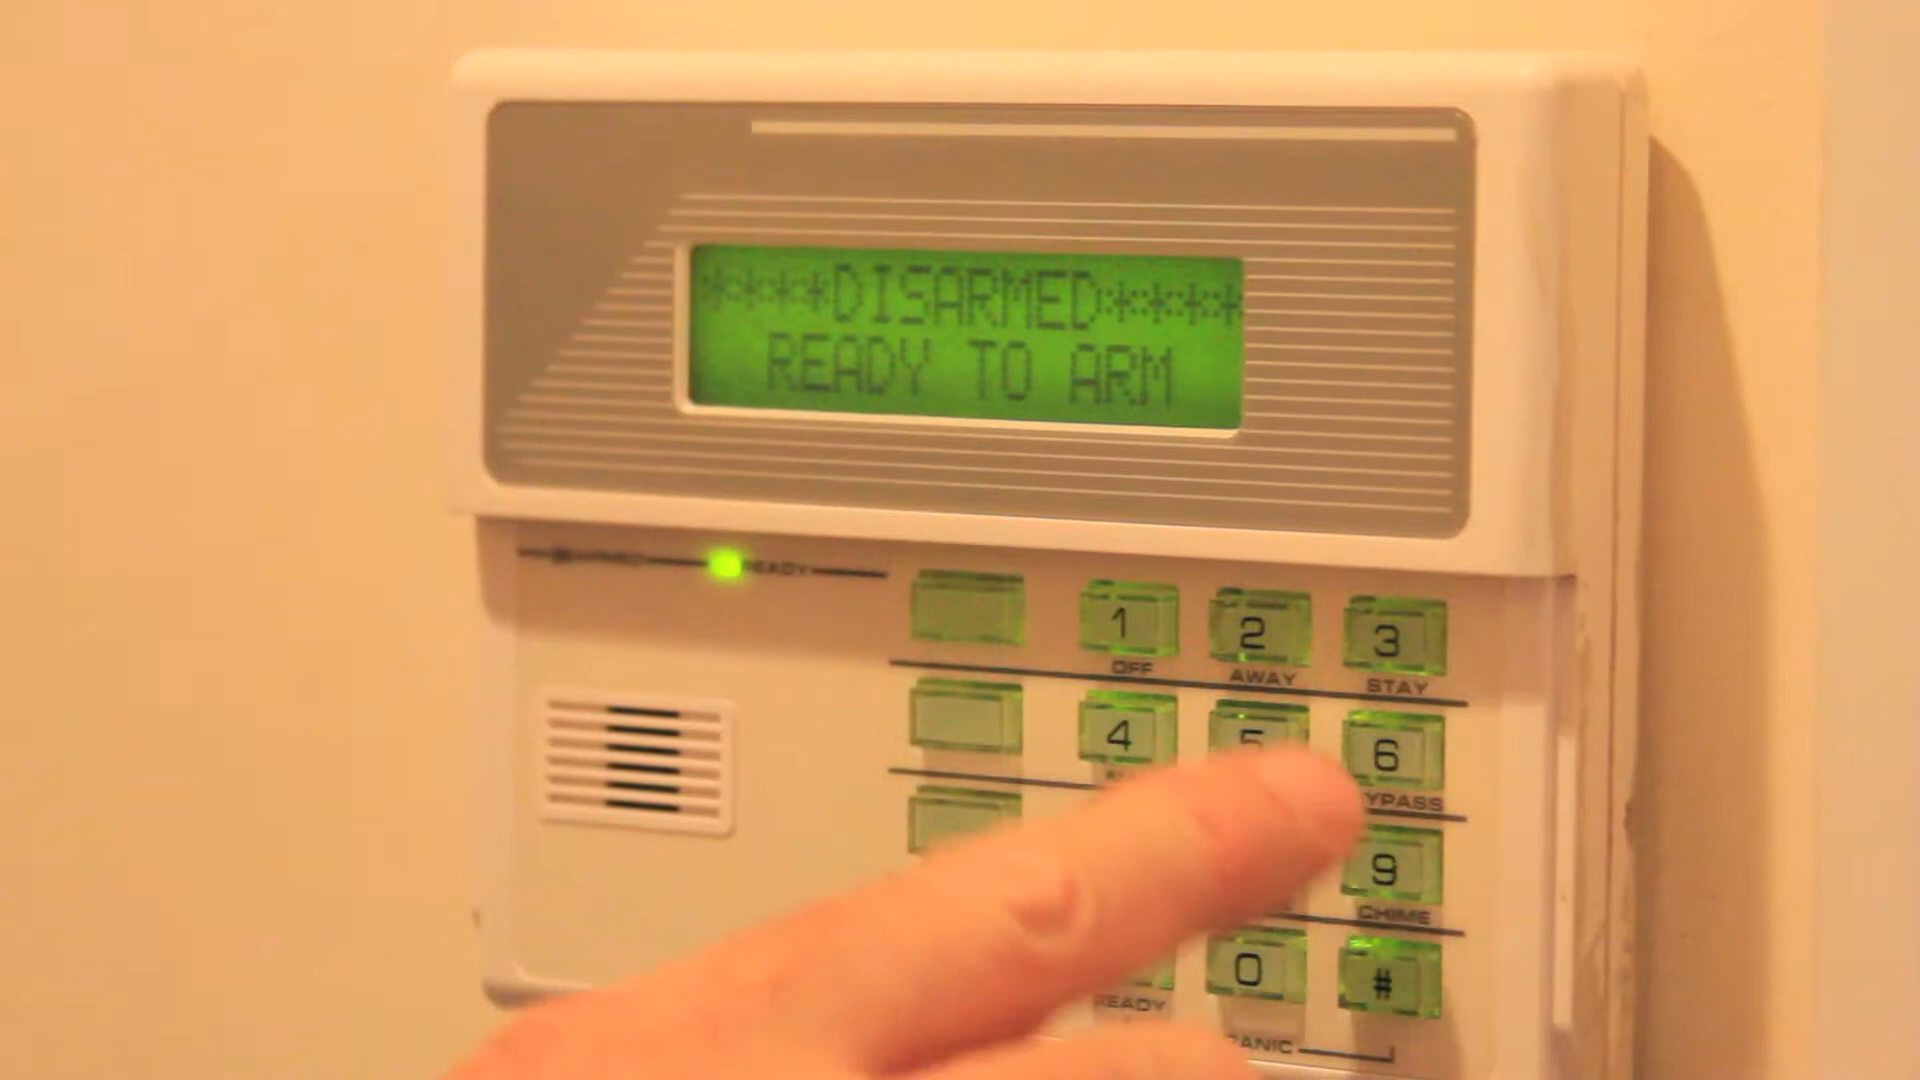 ****DISARMED****
READY TO ARM
READY
1 2 3
OFF AWAY STAY
4 5 6
YPASS
9
CHIME
0 #
READY
PANIC